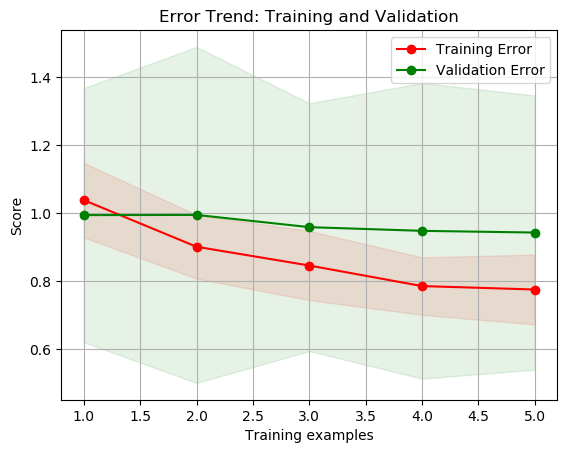 Error Trend: Training and Validation
Training Error
Validation Error
Score
1.4
1.2
1.0
0.8
0.6
1.0 1.5 2.0 2.5 3.0 3.5 4.0 4.5 5.0
Training examples